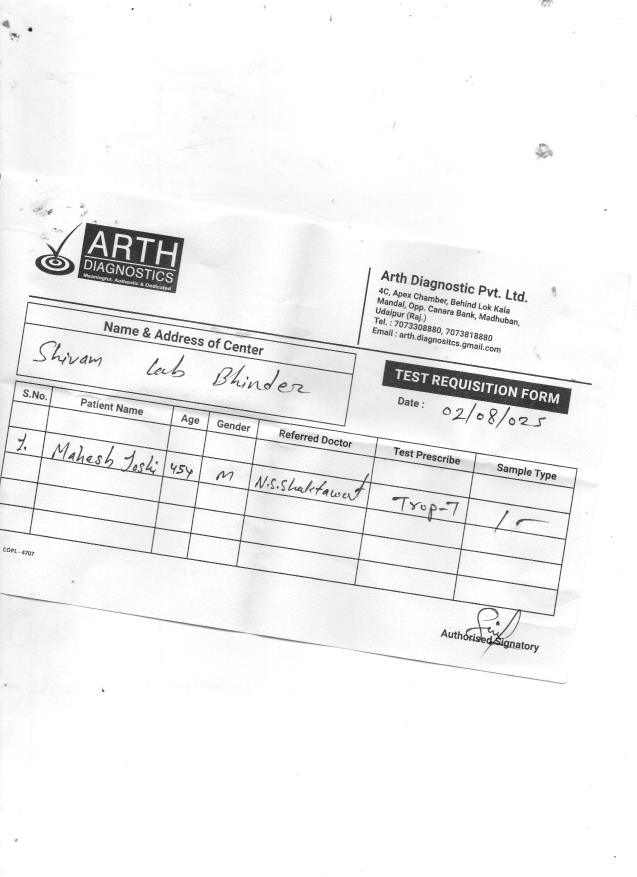 ARTH
DIAGNOSTICS
Meaningful, Authentic & Dedicated
Arth Diagnostic Pvt. Ltd.
4C, Apex Chamber, Behind Lok Kala
Mandal, Opp. Canara Bank, Madhuban,
Udaipur (Raj.)
Tel. : 7073308880, 7073818880
Email : arth.diagnositcs.gmail.com
Name & Address of Center
Shivam Lab Bhinder
TEST REQUISITION FORM
Date : 02/08/025
S.No. Patient Name Age Gender Referred Doctor Test Prescribe Sample Type
1. Mahesh Joshi 45y M N.S.Shaktawat Trop-T
COPL - 4707
Authorised Signatory